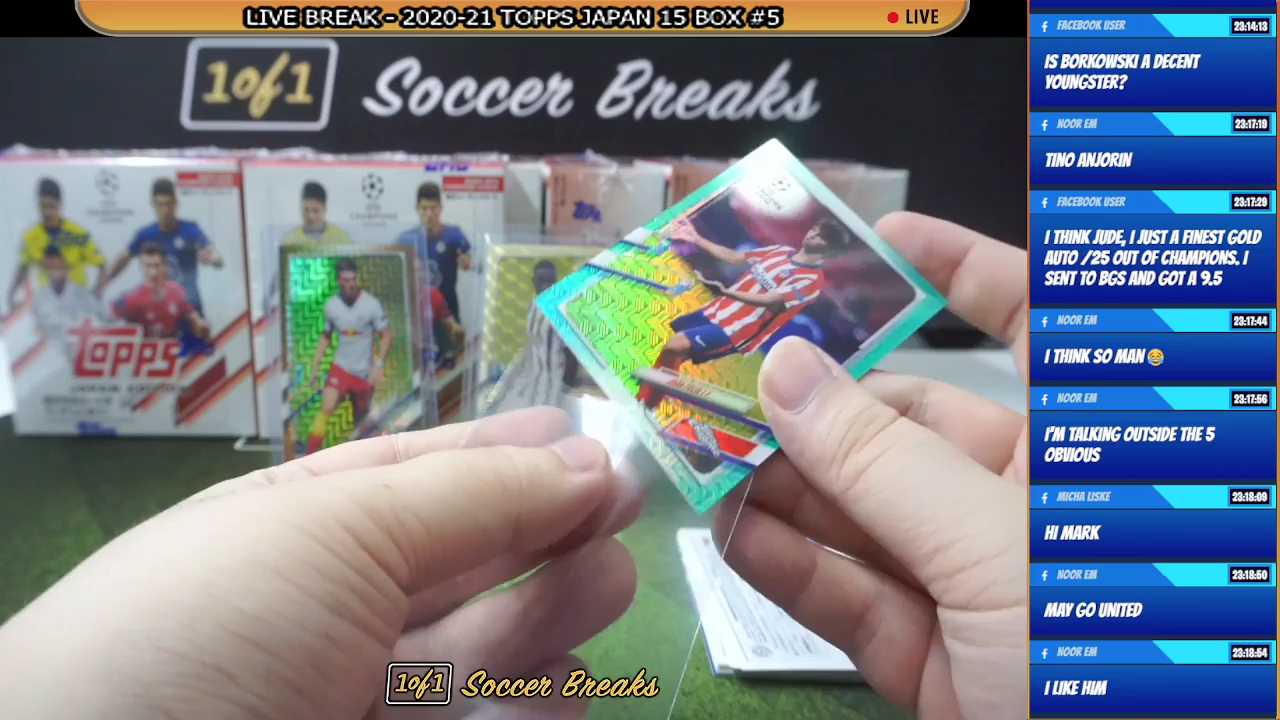 LIVE BREAK - 2020-21 TOPPS JAPAN 15 BOX #5
LIVE
1of1 Soccer Breaks
TOPPS
1of1 Soccer Breaks
FACEBOOK USER 23:14:13
IS BORKOWSKI A DECENT
YOUNGSTER?
NOOR EM 23:17:19
TINO ANJORIN
FACEBOOK USER 23:17:29
I THINK JUDE, I JUST A FINEST GOLD
AUTO /25 OUT OF CHAMPIONS. I
SENT TO BGS AND GOT A 9.5
NOOR EM 23:17:44
I THINK SO MAN😂
NOOR EM 23:17:56
I'M TALKING OUTSIDE THE 5
OBVIOUS
MICHA LISKE 23:18:09
HI MARK
NOOR EM 23:18:50
MAY GO UNITED
NOOR EM 23:18:54
I LIKE HIM